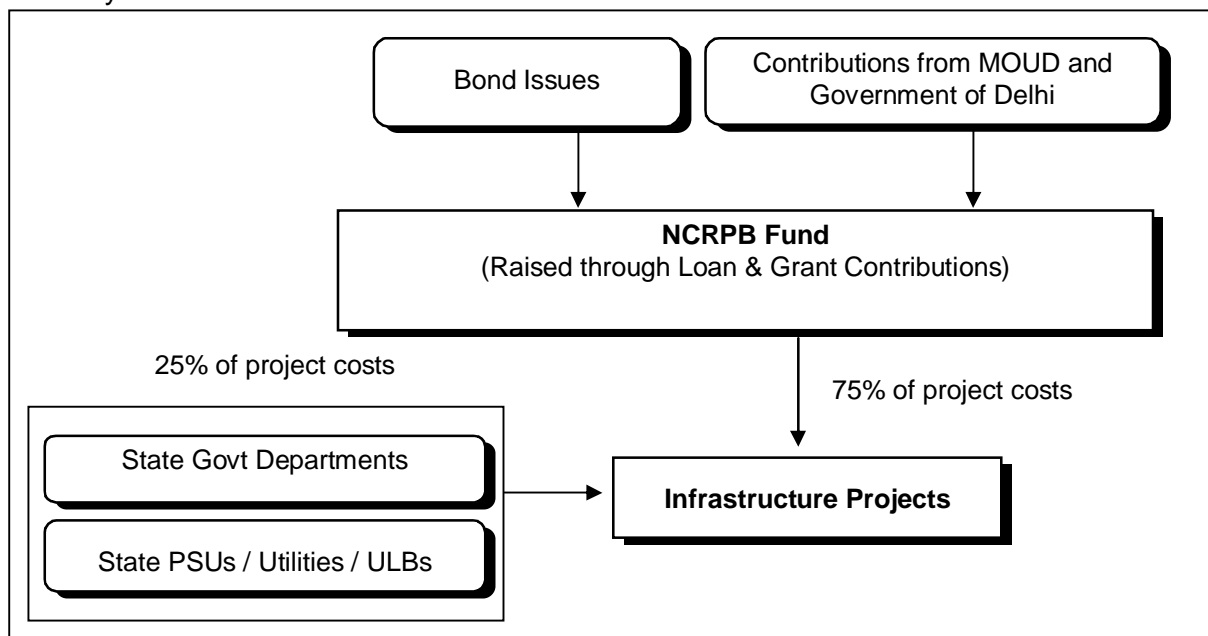 Bond Issues
Contributions from MOUD and
Government of Delhi
NCRPB Fund
(Raised through Loan & Grant Contributions)
25% of project costs
75% of project costs
State Govt Departments
Infrastructure Projects
State PSUs / Utilities / ULBs